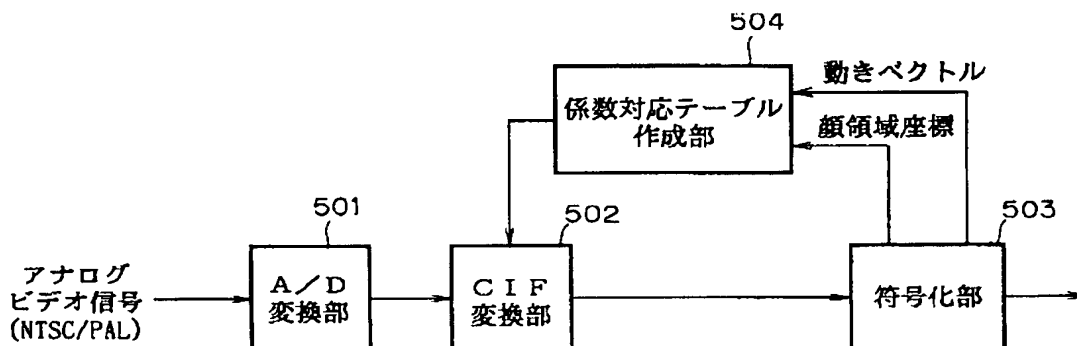 504
動きベクトル
係数対応テーブル
作成部
顔領域座標
501
502
503
アナログ
ビデオ信号
(NTSC/PAL)
A/D
変換部
CIF
変換部
符号化部